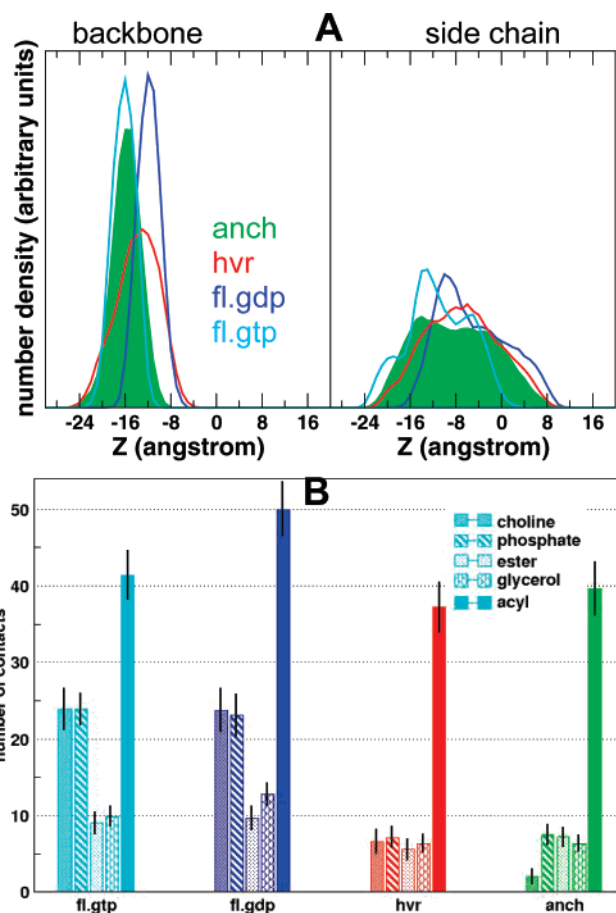 backbone A side chain
number density (arbitrary units)
anch
hvr
fl.gdp
fl.gtp
-24 -16 -8 0 8 16 -24 -16 -8 0 8 16
Z (angstrom) Z (angstrom)
B
number of contacts
50
40
30
20
10
0
choline
phosphate
ester
glycerol
acyl
fl.gtp fl.gdp hvr anch